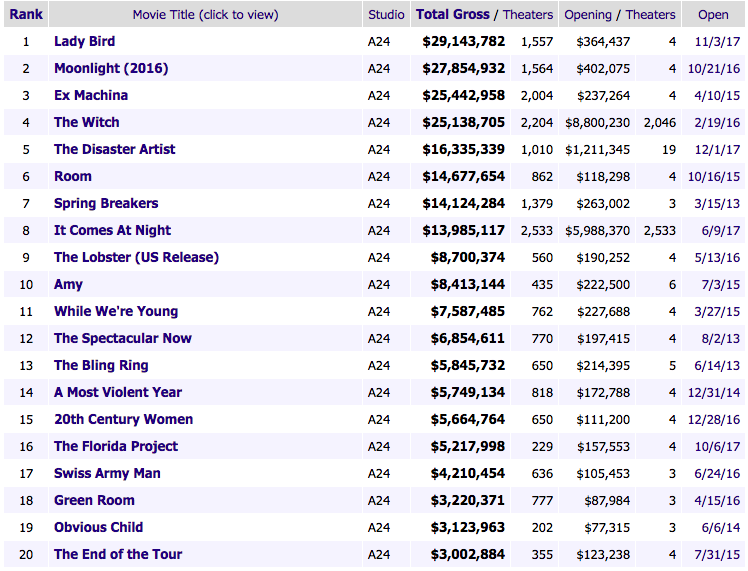 Rank Movie Title (click to view) Studio Total Gross / Theaters Opening / Theaters Open
1 Lady Bird A24 $29,143,782 1,557 $364,437 4 11/3/17
2 Moonlight (2016) A24 $27,854,932 1,564 $402,075 4 10/21/16
3 Ex Machina A24 $25,442,958 2,004 $237,264 4 4/10/15
4 The Witch A24 $25,138,705 2,204 $8,800,230 2,046 2/19/16
5 The Disaster Artist A24 $16,335,339 1,010 $1,211,345 19 12/1/17
6 Room A24 $14,677,654 862 $118,298 4 10/16/15
7 Spring Breakers A24 $14,124,284 1,379 $263,002 3 3/15/13
8 It Comes At Night A24 $13,985,117 2,533 $5,988,370 2,533 6/9/17
9 The Lobster (US Release) A24 $8,700,374 560 $190,252 4 5/13/16
10 Amy A24 $8,413,144 435 $222,500 6 7/3/15
11 While We're Young A24 $7,587,485 762 $227,688 4 3/27/15
12 The Spectacular Now A24 $6,854,611 770 $197,415 4 8/2/13
13 The Bling Ring A24 $5,845,732 650 $214,395 5 6/14/13
14 A Most Violent Year A24 $5,749,134 818 $172,788 4 12/31/14
15 20th Century Women A24 $5,664,764 650 $111,200 4 12/28/16
16 The Florida Project A24 $5,217,998 229 $157,553 4 10/6/17
17 Swiss Army Man A24 $4,210,454 636 $105,453 3 6/24/16
18 Green Room A24 $3,220,371 777 $87,984 3 4/15/16
19 Obvious Child A24 $3,123,963 202 $77,315 3 6/6/14
20 The End of the Tour A24 $3,002,884 355 $123,238 4 7/31/15